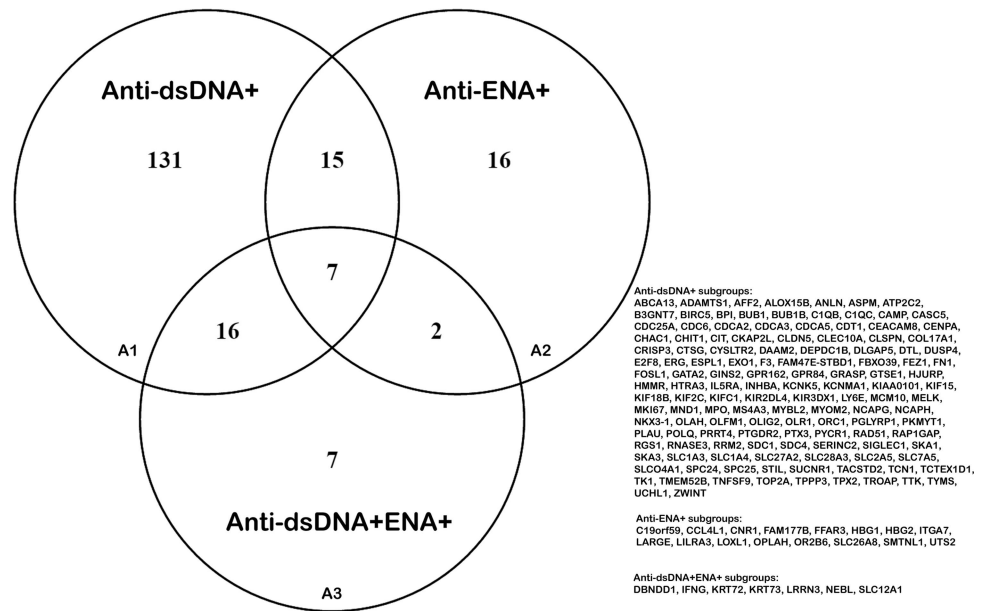 Anti-dsDNA+
Anti-ENA+
131
15
16
7
16
2
A1
A2
7
Anti-dsDNA+ENA+
A3
Anti-dsDNA+ subgroups:
ABCA13, ADAMTS1, AFF2, ALOX15B, ANLN, ASPM, ATP2C2,
B3GNT7, BIRC5, BPI, BUB1, BUB1B, C1QB, C1QC, CAMP, CASC5,
CDC25A, CDC6, CDCA2, CDCA3, CDCA5, CDT1, CEACAM8, CENPA,
CHAC1, CHIT1, CIT, CKAP2L, CLDN5, CLEC10A, CLSPN, COL17A1,
CRISP3, CTSG, CYSLTR2, DAAM2, DEPDC1B, DLGAP5, DTL, DUSP4,
E2F8, ERG, ESPL1, EXO1, F3, FAM47E-STBD1, FBXO39, FEZ1, FN1,
FOSL1, GATA2, GINS2, GPR162, GPR84, GRASP, GTSE1, HJURP,
HMMR, HTRA3, IL5RA, INHBA, KCNK5, KCNMA1, KIAA0101, KIF15,
KIF18B, KIF2C, KIFC1, KIR2DL4, KIR3DX1, LY6E, MCM10, MELK,
MKI67, MND1, MPO, MS4A3, MYBL2, MYOM2, NCAPG, NCAPH,
NKX3-1, OLAH, OLFM1, OLIG2, OLR1, ORC1, PGLYRP1, PKMYT1,
PLAU, POLQ, PRRT4, PTGDR2, PTX3, PYCR1, RAD51, RAP1GAP,
RGS1, RNASE3, RRM2, SDC1, SDC4, SERINC2, SIGLEC1, SKA1,
SKA3, SLC1A3, SLC1A4, SLC27A2, SLC28A3, SLC2A5, SLC7A5,
SLCO4A1, SPC24, SPC25, STIL, SUCNR1, TACSTD2, TCN1, TCTEX1D1,
TK1, TMEM52B, TNFSF9, TOP2A, TPPP3, TPX2, TROAP, TTK, TYMS,
UCHL1, ZWINT
Anti-ENA+ subgroups:
C19orf59, CCL4L1, CNR1, FAM177B, FFAR3, HBG1, HBG2, ITGA7,
LARGE, LILRA3, LOXL1, OPLAH, OR2B6, SLC26A8, SMTNL1, UTS2
Anti-dsDNA+ENA+ subgroups:
DBNDD1, IFNG, KRT72, KRT73, LRRN3, NEBL, SLC12A1